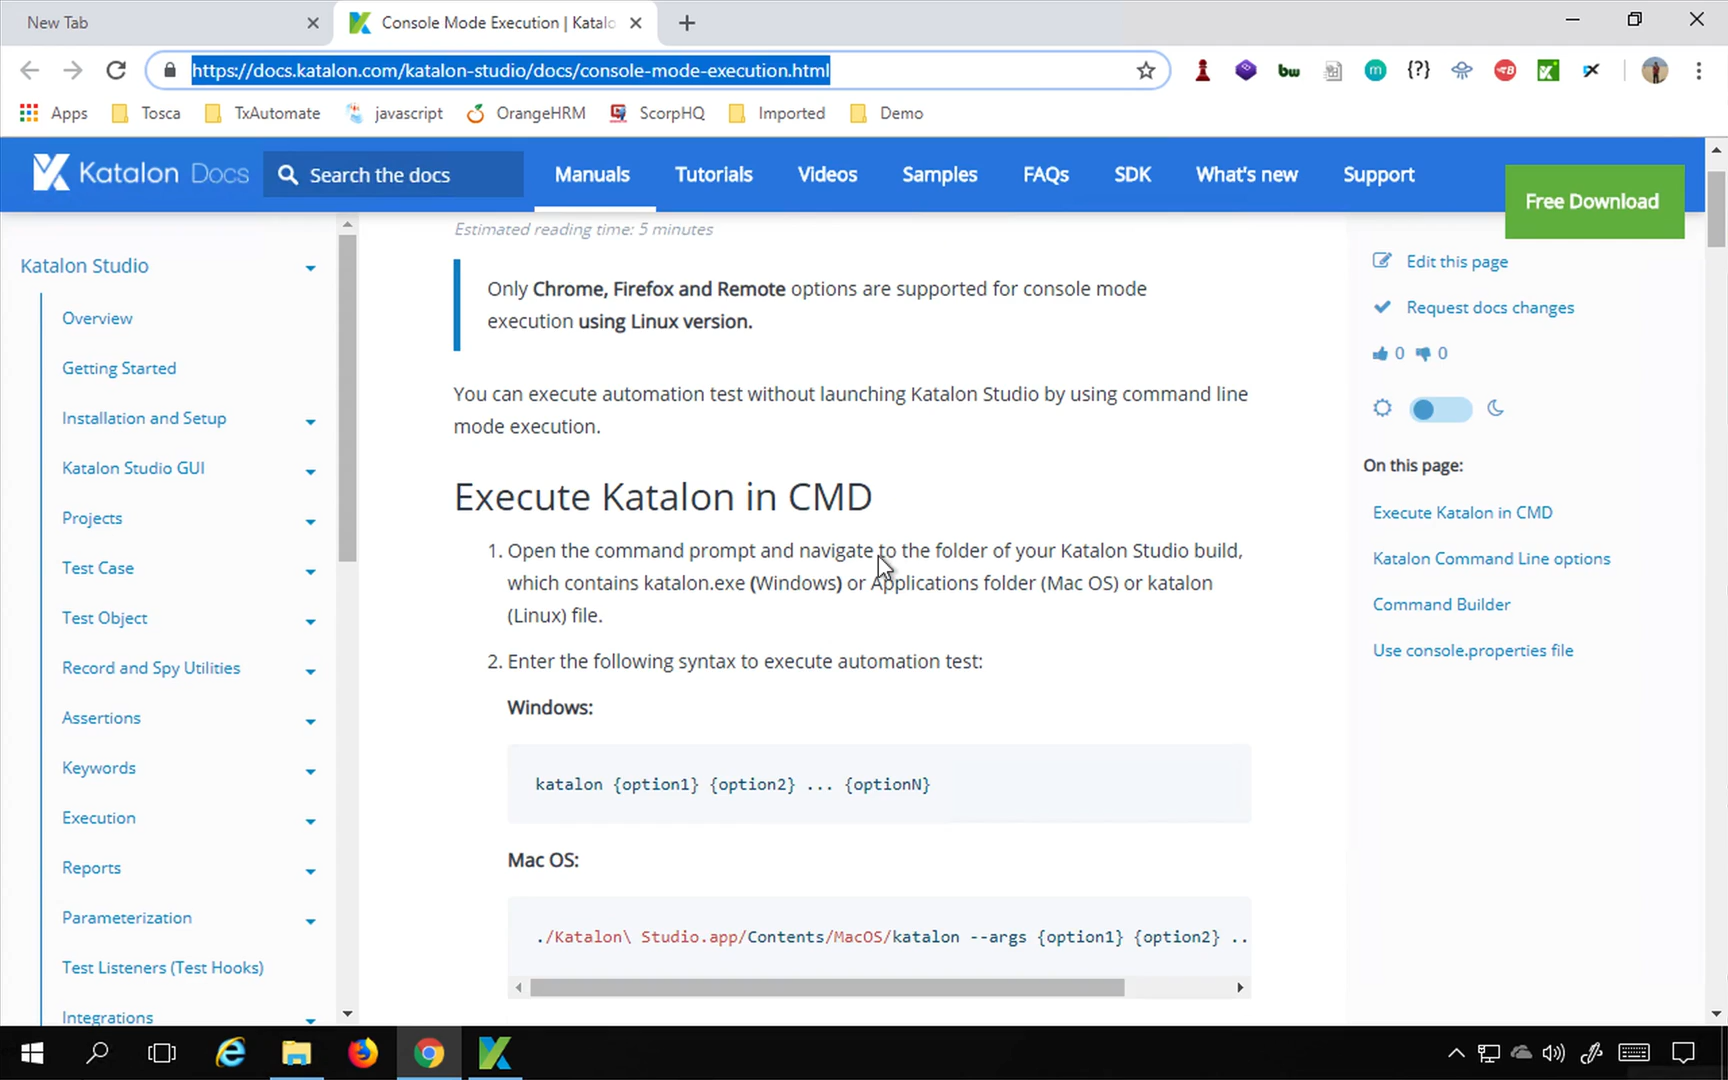 New Tab
Console Mode Execution | Katalo
https://docs.katalon.com/katalon-studio/docs/console-mode-execution.html
bw
m
{?}
Apps
Tosca
TxAutomate
javascript
OrangeHRM
ScorpHQ
Imported
Demo
Katalon Docs
Search the docs
Manuals
Tutorials
Videos
Samples
FAQs
SDK
What's new
Support
Free Download
Katalon Studio
Overview
Getting Started
Installation and Setup
Katalon Studio GUI
Projects
Test Case
Test Object
Record and Spy Utilities
Assertions
Keywords
Execution
Reports
Parameterization
Test Listeners (Test Hooks)
Integrations
Estimated reading time: 5 minutes
Only Chrome, Firefox and Remote options are supported for console mode
execution using Linux version.
You can execute automation test without launching Katalon Studio by using command line
mode execution.
Execute Katalon in CMD
1. Open the command prompt and navigate to the folder of your Katalon Studio build,
which contains katalon.exe (Windows) or Applications folder (Mac OS) or katalon
(Linux) file.
2. Enter the following syntax to execute automation test:
Windows:
katalon {option1} {option2} ... {optionN}
Mac OS:
./Katalon\ Studio.app/Contents/MacOS/katalon --args {option1} {option2} ..
Edit this page
Request docs changes
0
0
On this page:
Execute Katalon in CMD
Katalon Command Line options
Command Builder
Use console.properties file